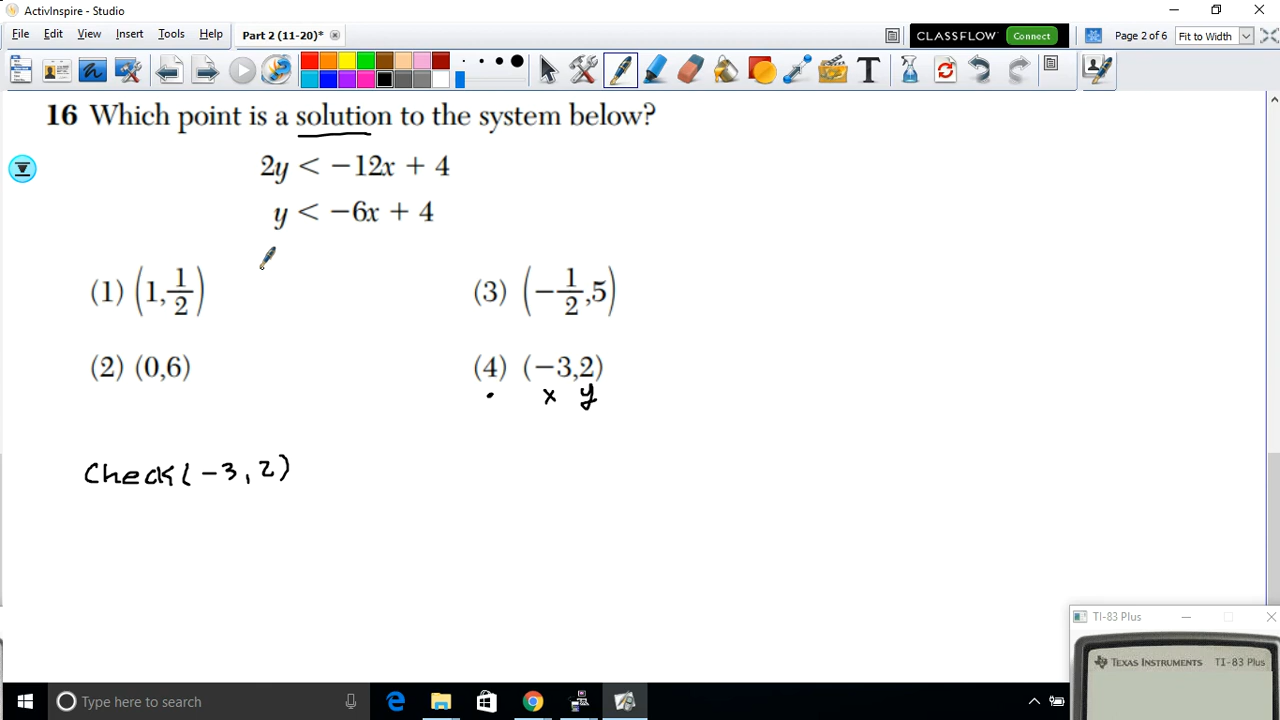 ActivInspire - Studio
File Edit View Insert Tools Help Part 2 (11-20)* CLASSFLOW Connect Page 2 of 6 Fit to Width
16 Which point is a solution to the system below?
2y < −12x + 4
y < −6x + 4
(1) (1, 1/2) (3) (−1/2, 5)
(2) (0,6) (4) (−3,2)
x y
Check (-3, 2)
TI-83 Plus
TEXAS INSTRUMENTS TI-83 Plus
Type here to search